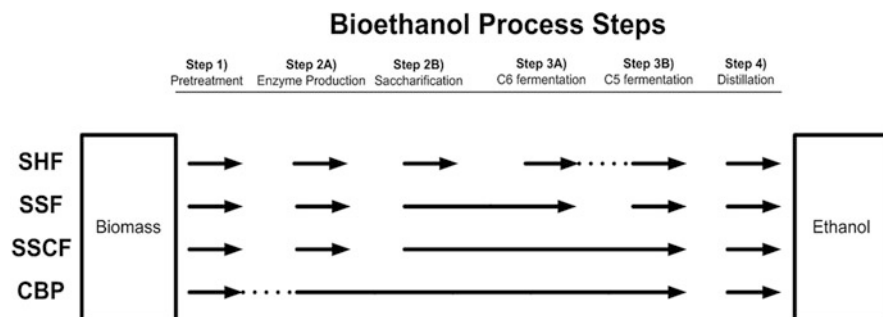 Bioethanol Process Steps
Step 1) Step 2A) Step 2B) Step 3A) Step 3B) Step 4)
Pretreatment Enzyme Production Saccharification C6 fermentation C5 fermentation Distillation
SHF
SSF
Biomass Ethanol
SSCF
CBP